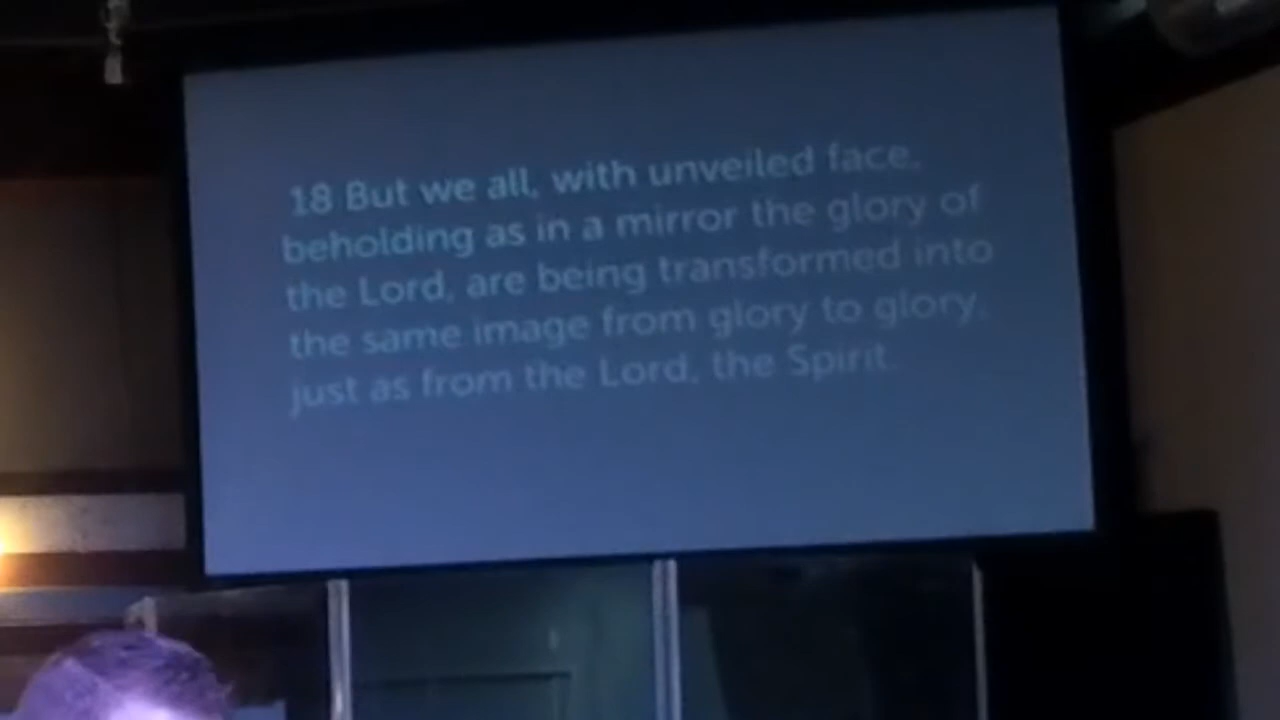 18 But we all, with unveiled face,
beholding as in a mirror the glory of
the Lord, are being transformed into
the same image from glory to glory,
just as from the Lord, the Spirit.